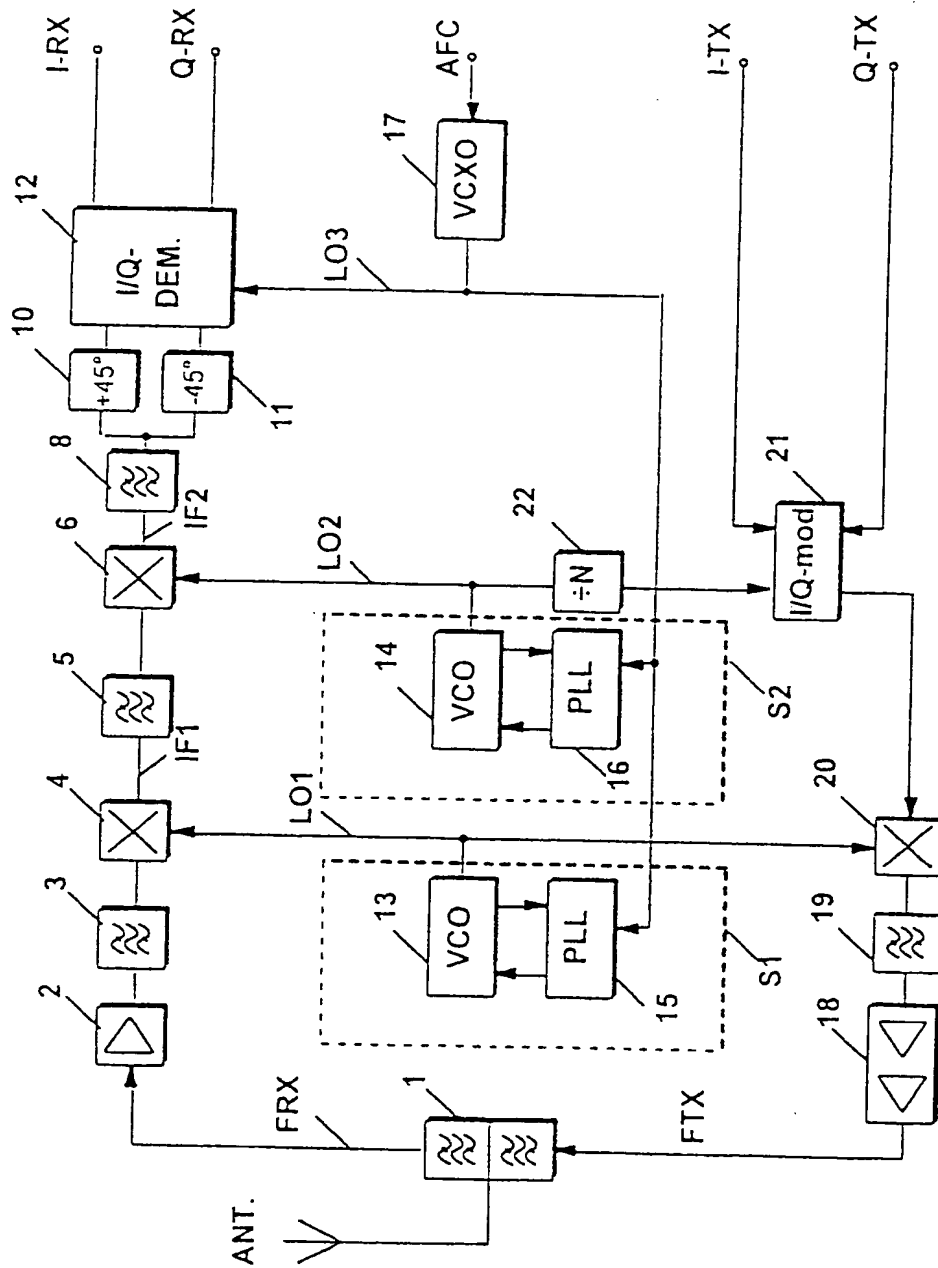 ANT.
FRX
1
FTX
2
3
4
IF1
5
6
IF2
8
10
+45°
-45°
11
12
I/Q-
DEM.
I-RX
Q-RX
LO1
LO2
LO3
13
VCO
PLL
15
S1
14
VCO
PLL
16
S2
22
÷N
17
VCXO
AFC
18
19
20
21
I/Q-mod
I-TX
Q-TX